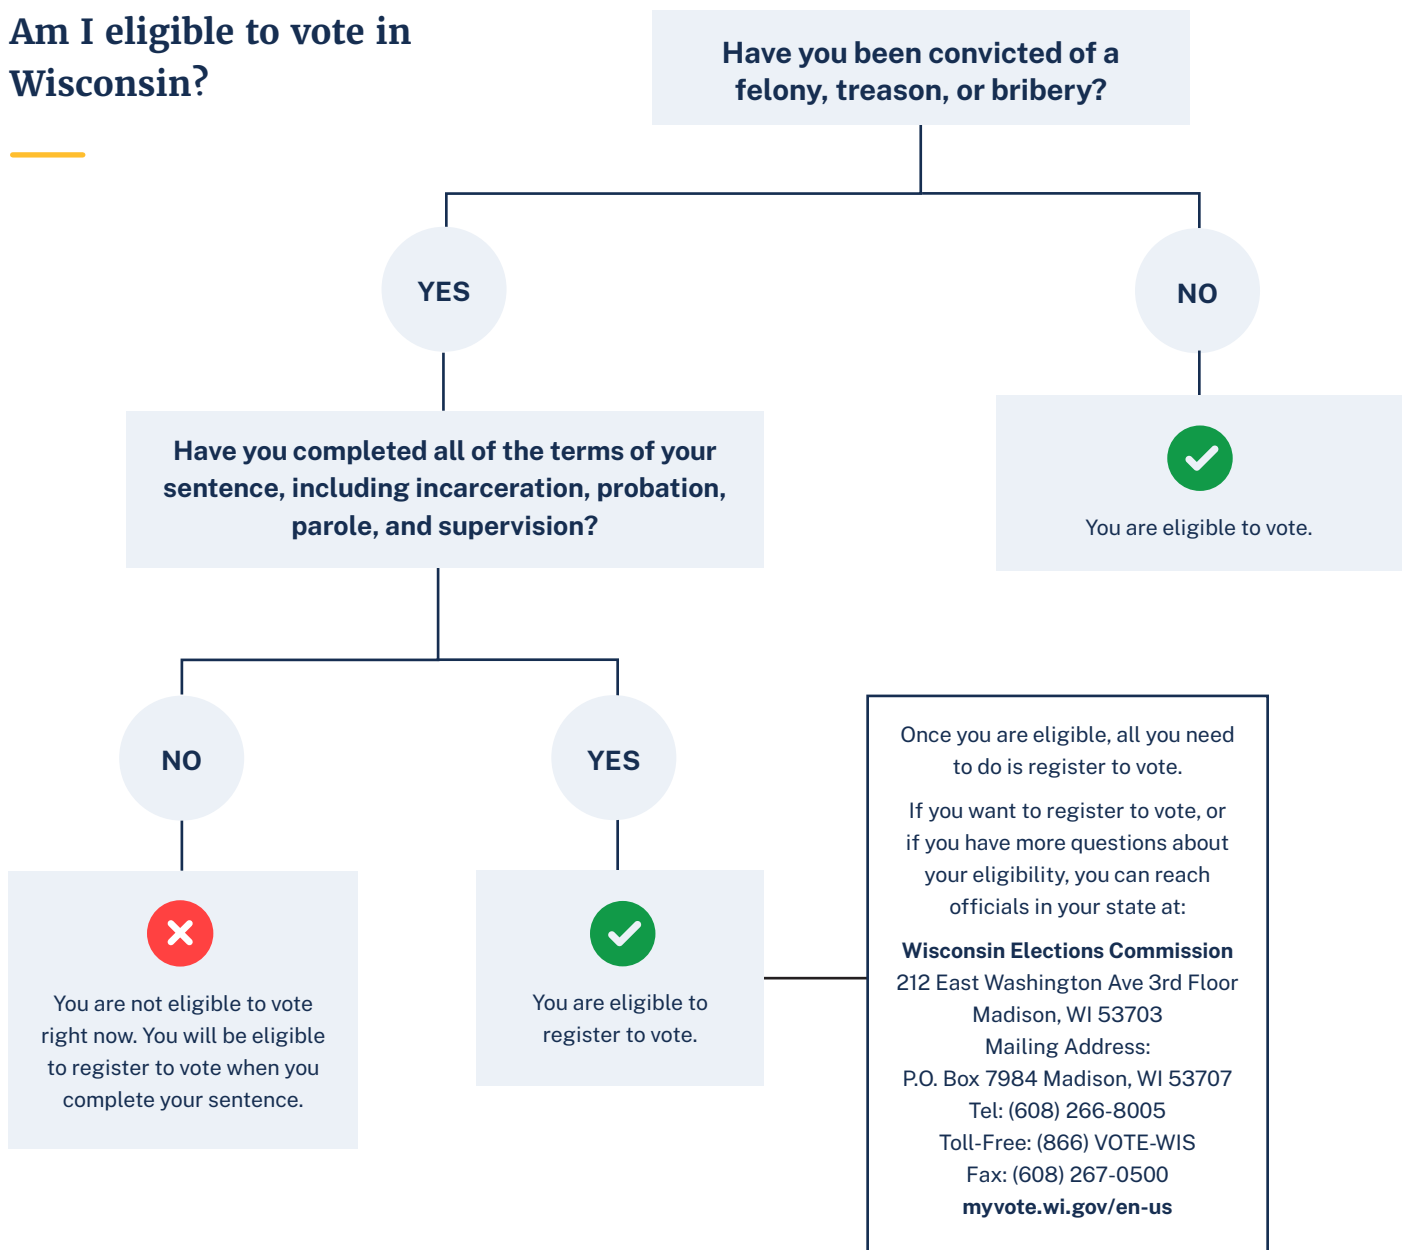 Am I eligible to vote in
Wisconsin?
Have you been convicted of a
felony, treason, or bribery?
YES
NO
Have you completed all of the terms of your
sentence, including incarceration, probation,
parole, and supervision?
You are eligible to vote.
NO
YES
You are not eligible to vote
right now. You will be eligible
to register to vote when you
complete your sentence.
You are eligible to
register to vote.
Once you are eligible, all you need
to do is register to vote.
If you want to register to vote, or
if you have more questions about
your eligibility, you can reach
officials in your state at:
Wisconsin Elections Commission
212 East Washington Ave 3rd Floor
Madison, WI 53703
Mailing Address:
P.O. Box 7984 Madison, WI 53707
Tel: (608) 266-8005
Toll-Free: (866) VOTE-WIS
Fax: (608) 267-0500
myvote.wi.gov/en-us